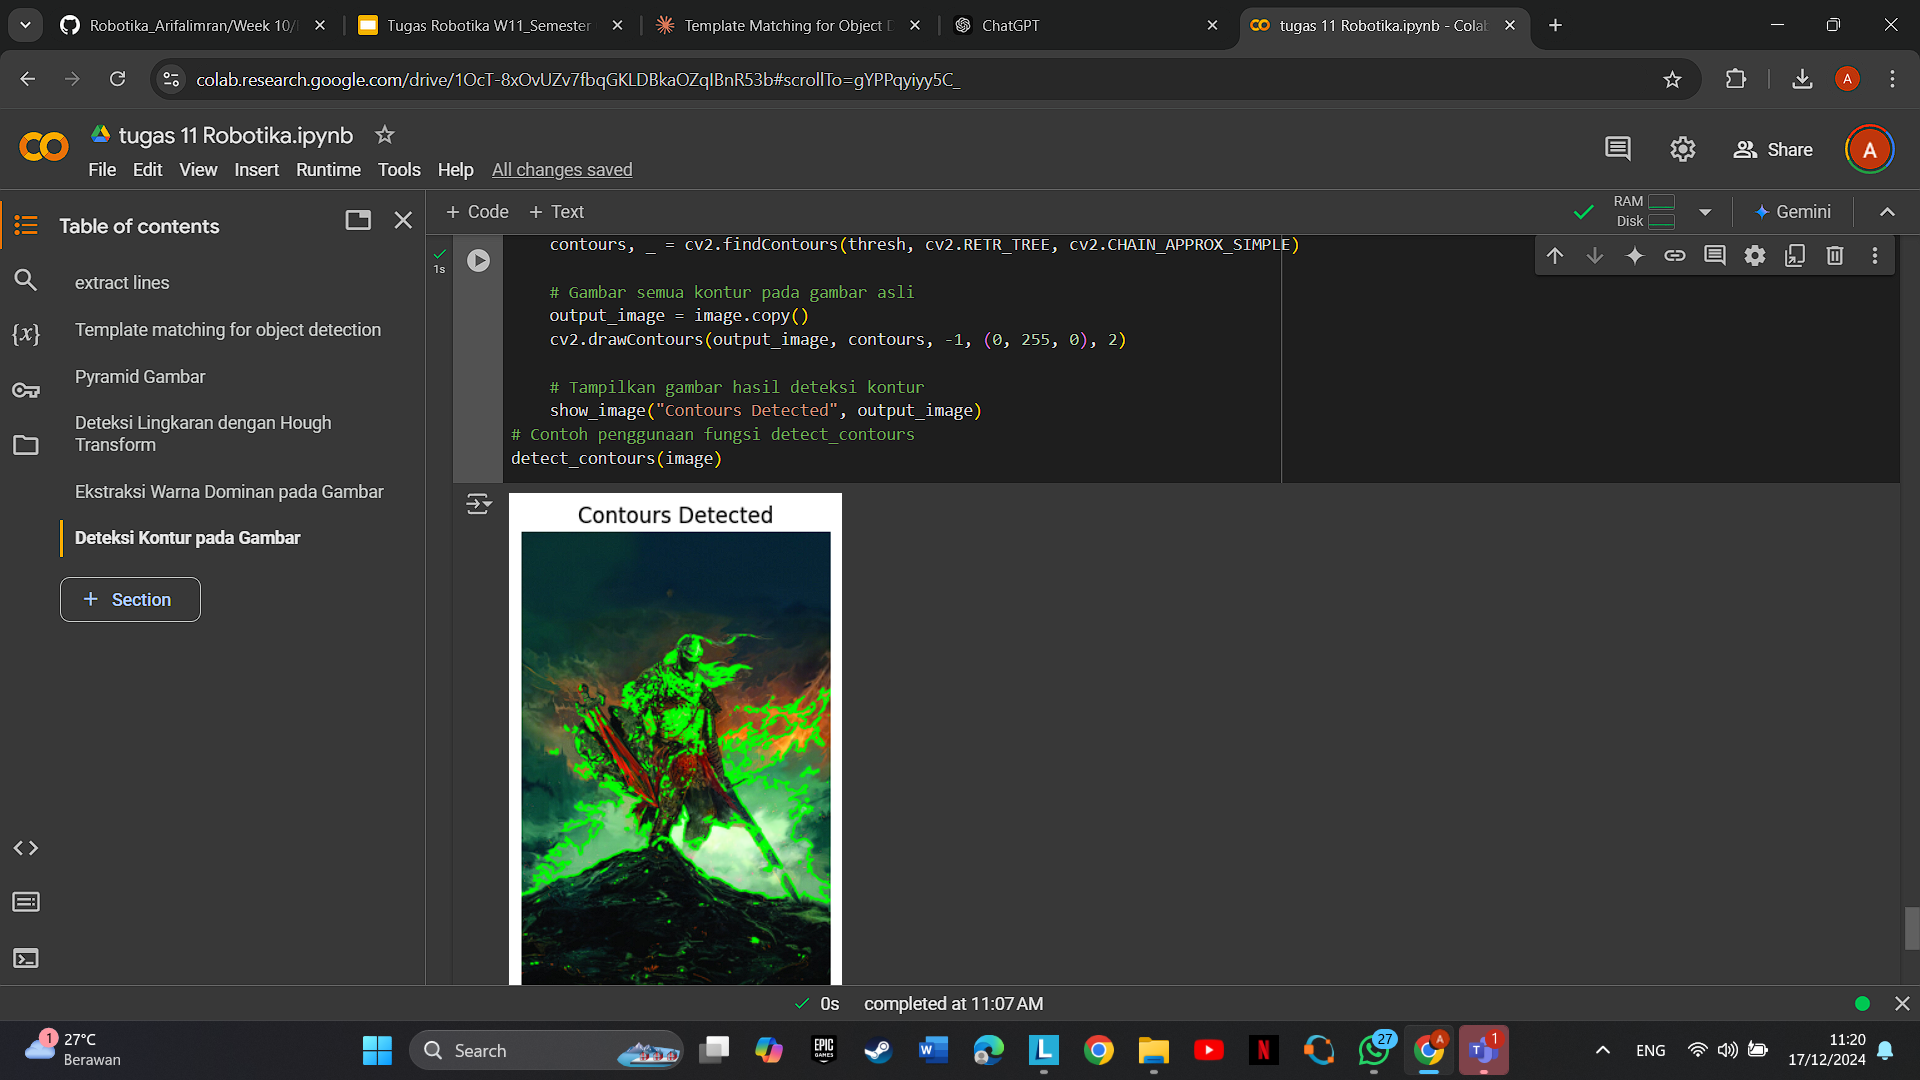 Robotika_Arifalimran/Week 10/
Tugas Robotika W11_Semester
Template Matching for Object D
ChatGPT
tugas 11 Robotika.ipynb - Colab
colab.research.google.com/drive/1OcT-8xOvUZv7fbqGKLDBkaOZqIBnR53b#scrollTo=gYPPqyiyy5C_
A
tugas 11 Robotika.ipynb
File Edit View Insert Runtime Tools Help All changes saved
Share
A
Table of contents
+ Code + Text
RAM
Disk
Gemini
extract lines
Template matching for object detection
Pyramid Gambar
Deteksi Lingkaran dengan Hough
Transform
Ekstraksi Warna Dominan pada Gambar
Deteksi Kontur pada Gambar
+ Section
{x}
1s
contours, _ = cv2.findContours(thresh, cv2.RETR_TREE, cv2.CHAIN_APPROX_SIMPLE)
# Gambar semua kontur pada gambar asli
output_image = image.copy()
cv2.drawContours(output_image, contours, -1, (0, 255, 0), 2)
# Tampilkan gambar hasil deteksi kontur
show_image("Contours Detected", output_image)
# Contoh penggunaan fungsi detect_contours
detect_contours(image)
Contours Detected
0s completed at 11:07 AM
1
27°C
Berawan
Search
EPIC GAMES
W
L
N
27
A
T
1
ENG
11:20
17/12/2024